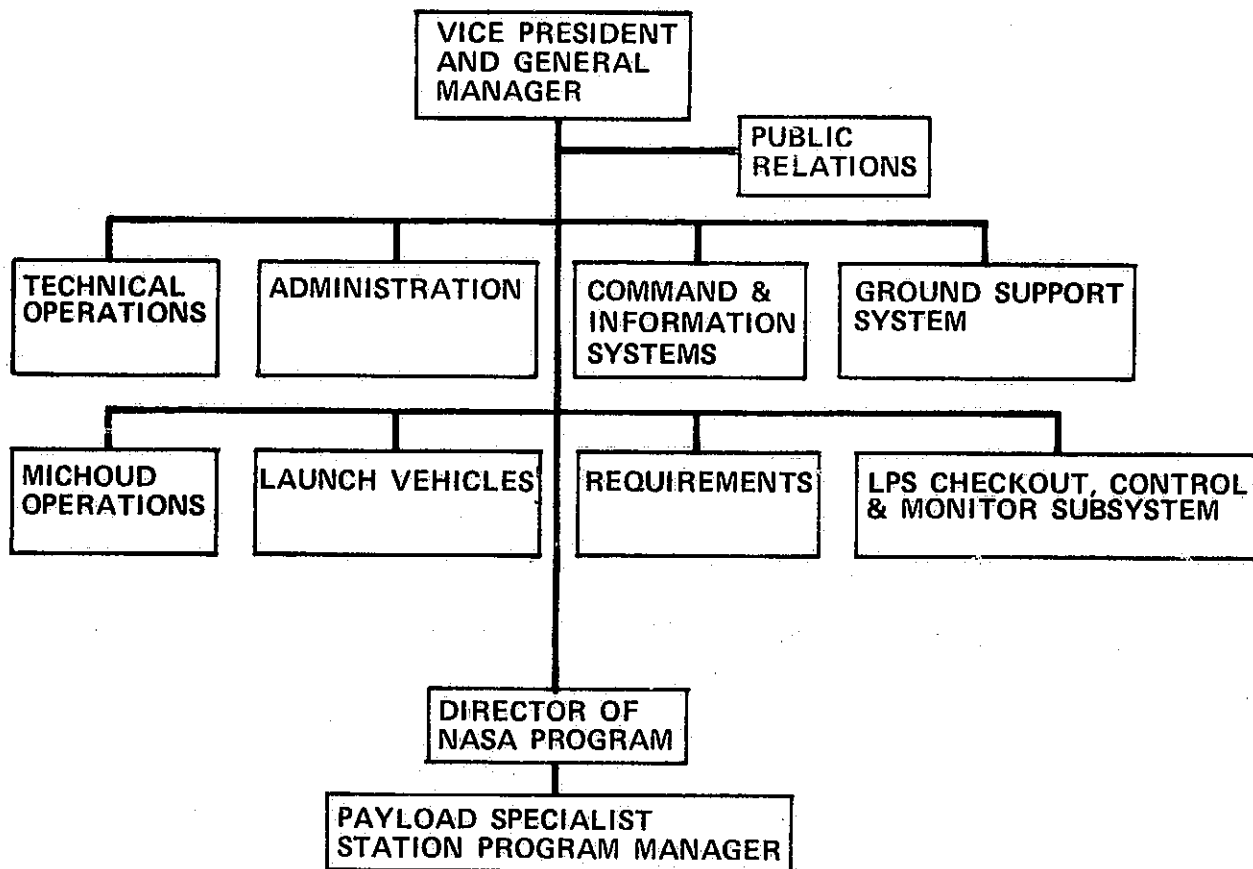 VICE PRESIDENT
AND GENERAL
MANAGER
PUBLIC
RELATIONS
TECHNICAL
OPERATIONS
ADMINISTRATION
COMMAND &
INFORMATION
SYSTEMS
GROUND SUPPORT
SYSTEM
MICHOUD
OPERATIONS
LAUNCH VEHICLES
REQUIREMENTS
LPS CHECKOUT, CONTROL
& MONITOR SUBSYSTEM
DIRECTOR OF
NASA PROGRAM
PAYLOAD SPECIALIST
STATION PROGRAM MANAGER